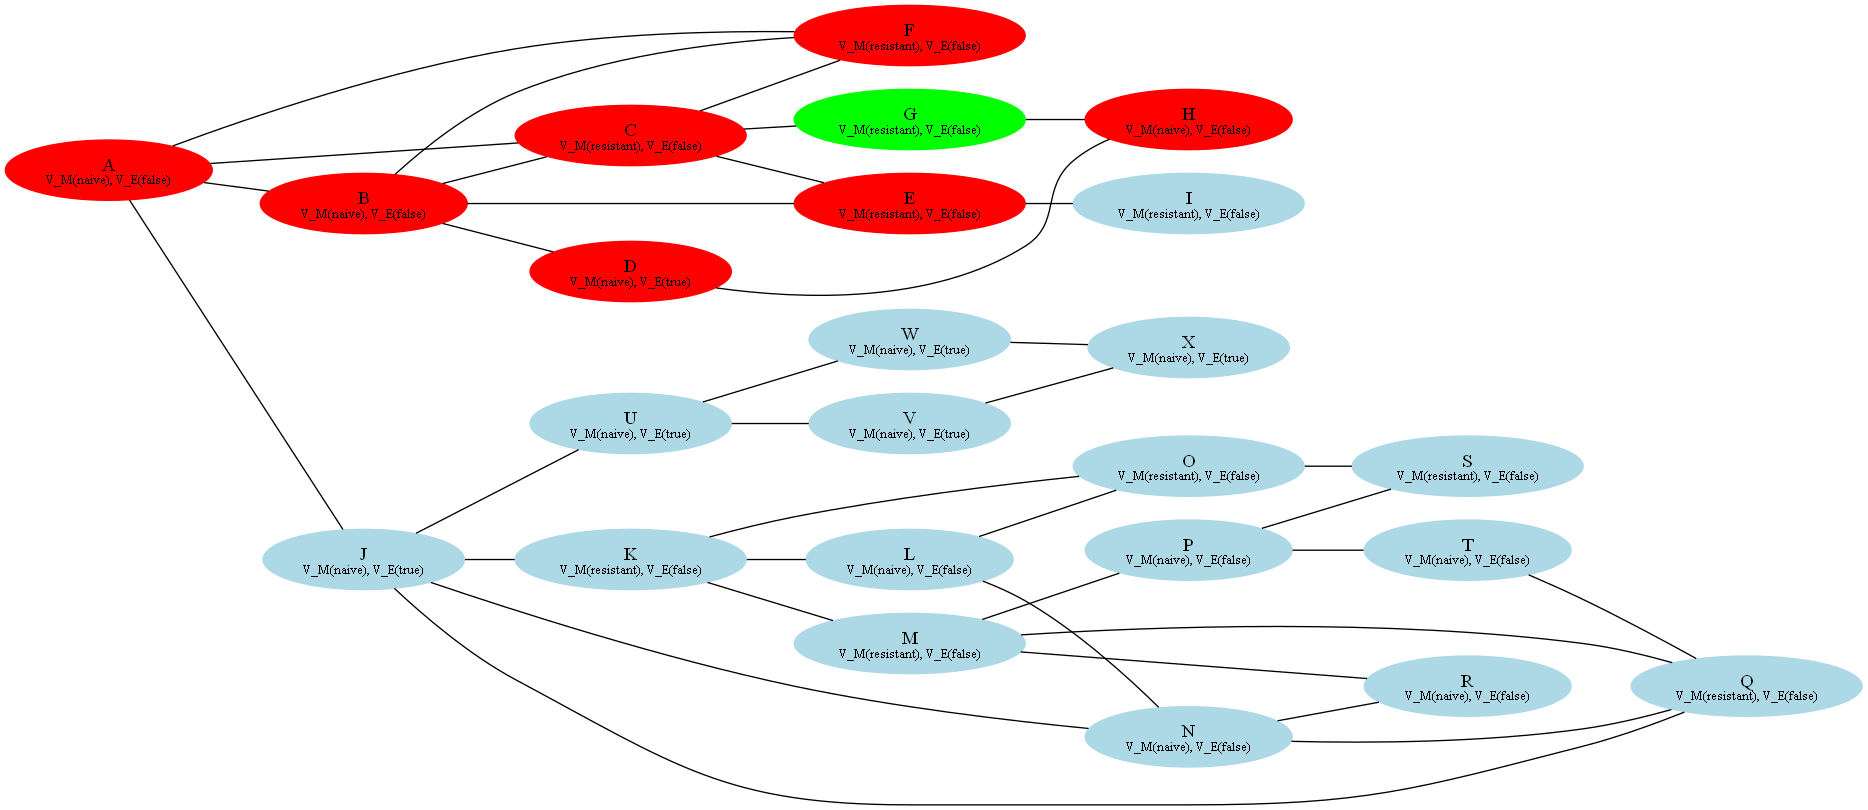 F
V_M(resistant), V_E(false)
G
V_M(resistant), V_E(false)
H
V_M(naive), V_E(false)
C
V_M(resistant), V_E(false)
A
V_M(naive), V_E(false)
B
V_M(naive), V_E(false)
E
V_M(resistant), V_E(false)
I
V_M(resistant), V_E(false)
D
V_M(naive), V_E(true)
W
V_M(naive), V_E(true)
X
V_M(naive), V_E(true)
U
V_M(naive), V_E(true)
V
V_M(naive), V_E(true)
O
V_M(resistant), V_E(false)
S
V_M(resistant), V_E(false)
J
V_M(naive), V_E(true)
K
V_M(resistant), V_E(false)
L
V_M(naive), V_E(false)
P
V_M(naive), V_E(false)
T
V_M(naive), V_E(false)
M
V_M(resistant), V_E(false)
R
V_M(naive), V_E(false)
Q
V_M(resistant), V_E(false)
N
V_M(naive), V_E(false)